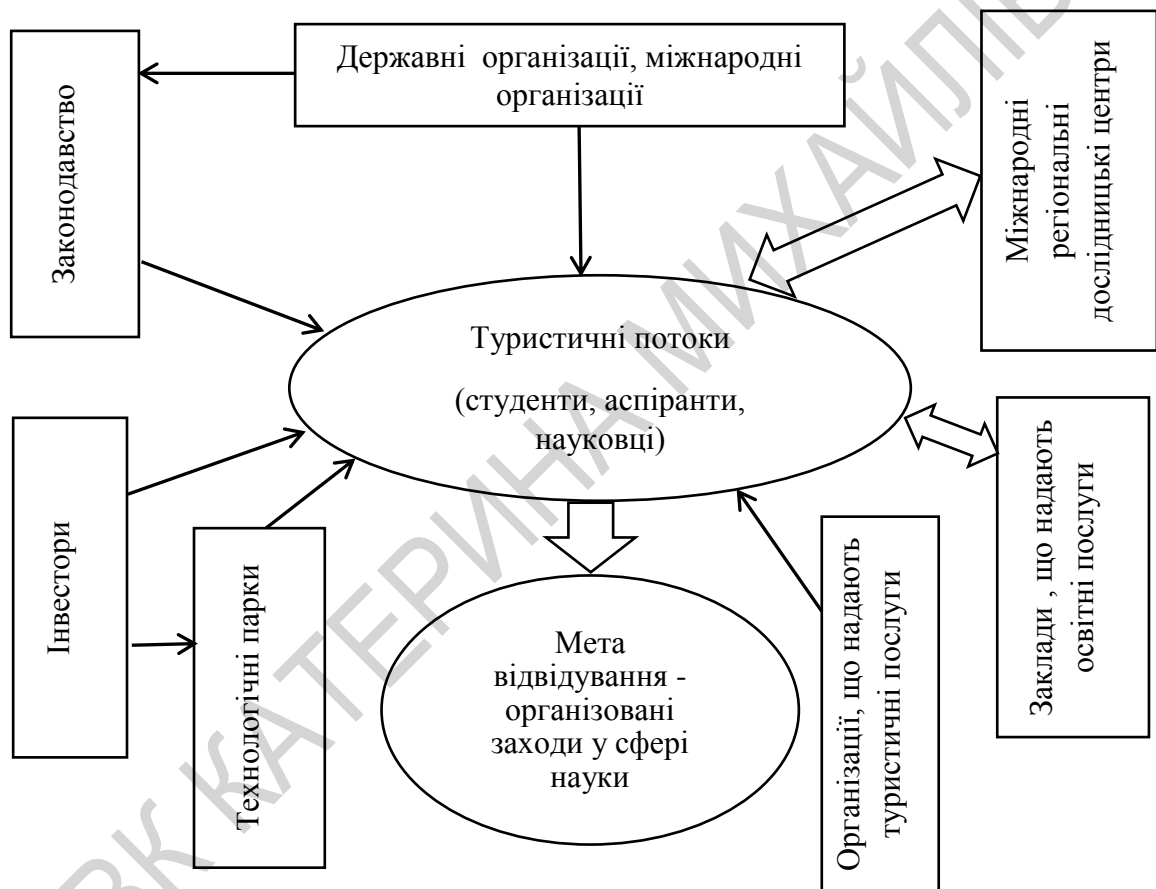 Державні організації, міжнародні
організації
Законодавство
Міжнародні
регіональні
дослідницькі центри
Туристичні потоки
(студенти, аспіранти,
науковці)
Інвестори
Технологічні парки
Мета
відвідування -
організовані
заходи у сфері
науки
Організації, що надають
туристичні послуги
Заклади , що надають
освітні послуги
КАТЕРИНА